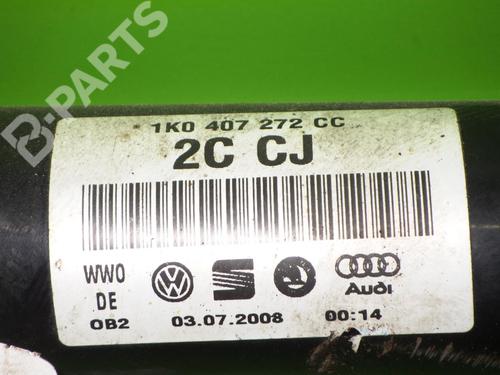 B-PARTS
1K0 407 272 CC
2C CJ
WWO
DE
OB2
Audi
03.07.2008
00:14